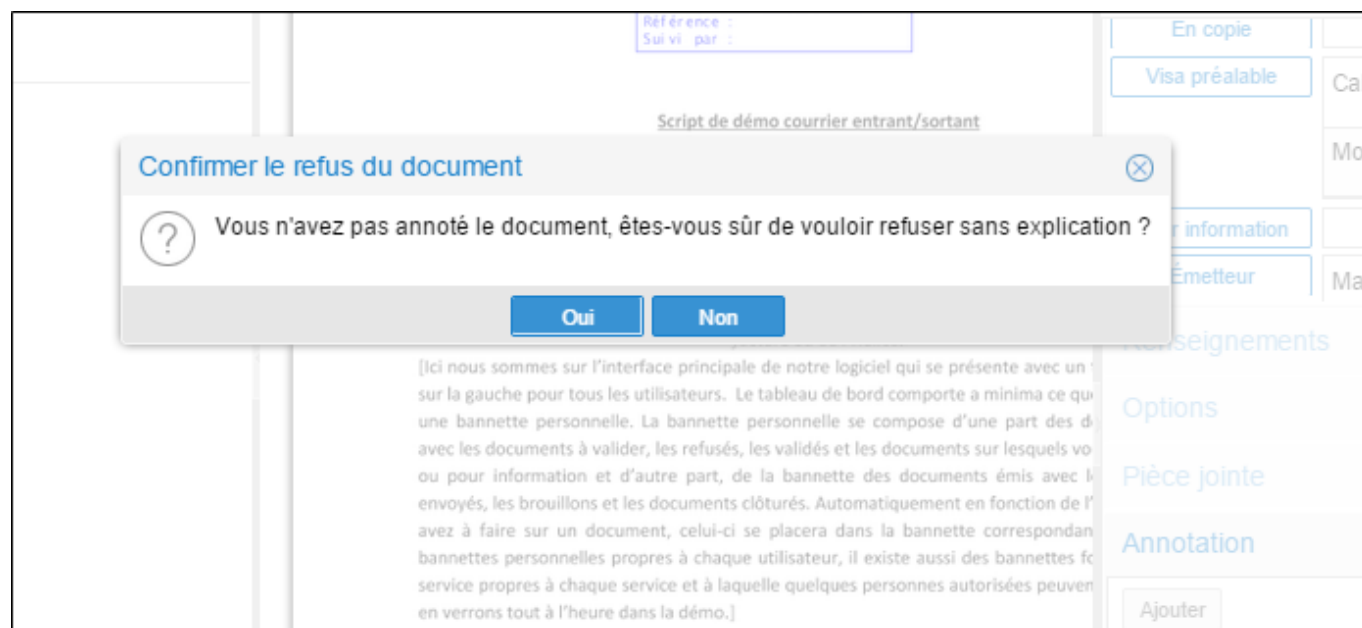 Référence :
Suivi par :
En copie
Visa préalable
Ca
Script de démo courrier entrant/sortant
Mo
Confirmer le refus du document
Vous n'avez pas annoté le document, êtes-vous sûr de vouloir refuser sans explication ?
r information
Émetteur
Ma
Oui
Non
Renseignements
[Ici nous sommes sur l'interface principale de notre logiciel qui se présente avec un
sur la gauche pour tous les utilisateurs. Le tableau de bord comporte a minima ce que
une bannette personnelle. La bannette personnelle se compose d'une part des d
avec les documents à valider, les refusés, les validés et les documents sur lesquels vo
ou pour information et d'autre part, de la bannette des documents émis avec l
envoyés, les brouillons et les documents clôturés. Automatiquement en fonction de l'
avez à faire sur un document, celui-ci se placera dans la bannette correspondan
bannettes personnelles propres à chaque utilisateur, il existe aussi des bannettes fo
service propres à chaque service et à laquelle quelques personnes autorisées peuven
en verrons tout à l'heure dans la démo.]
Options
Pièce jointe
Annotation
Ajouter